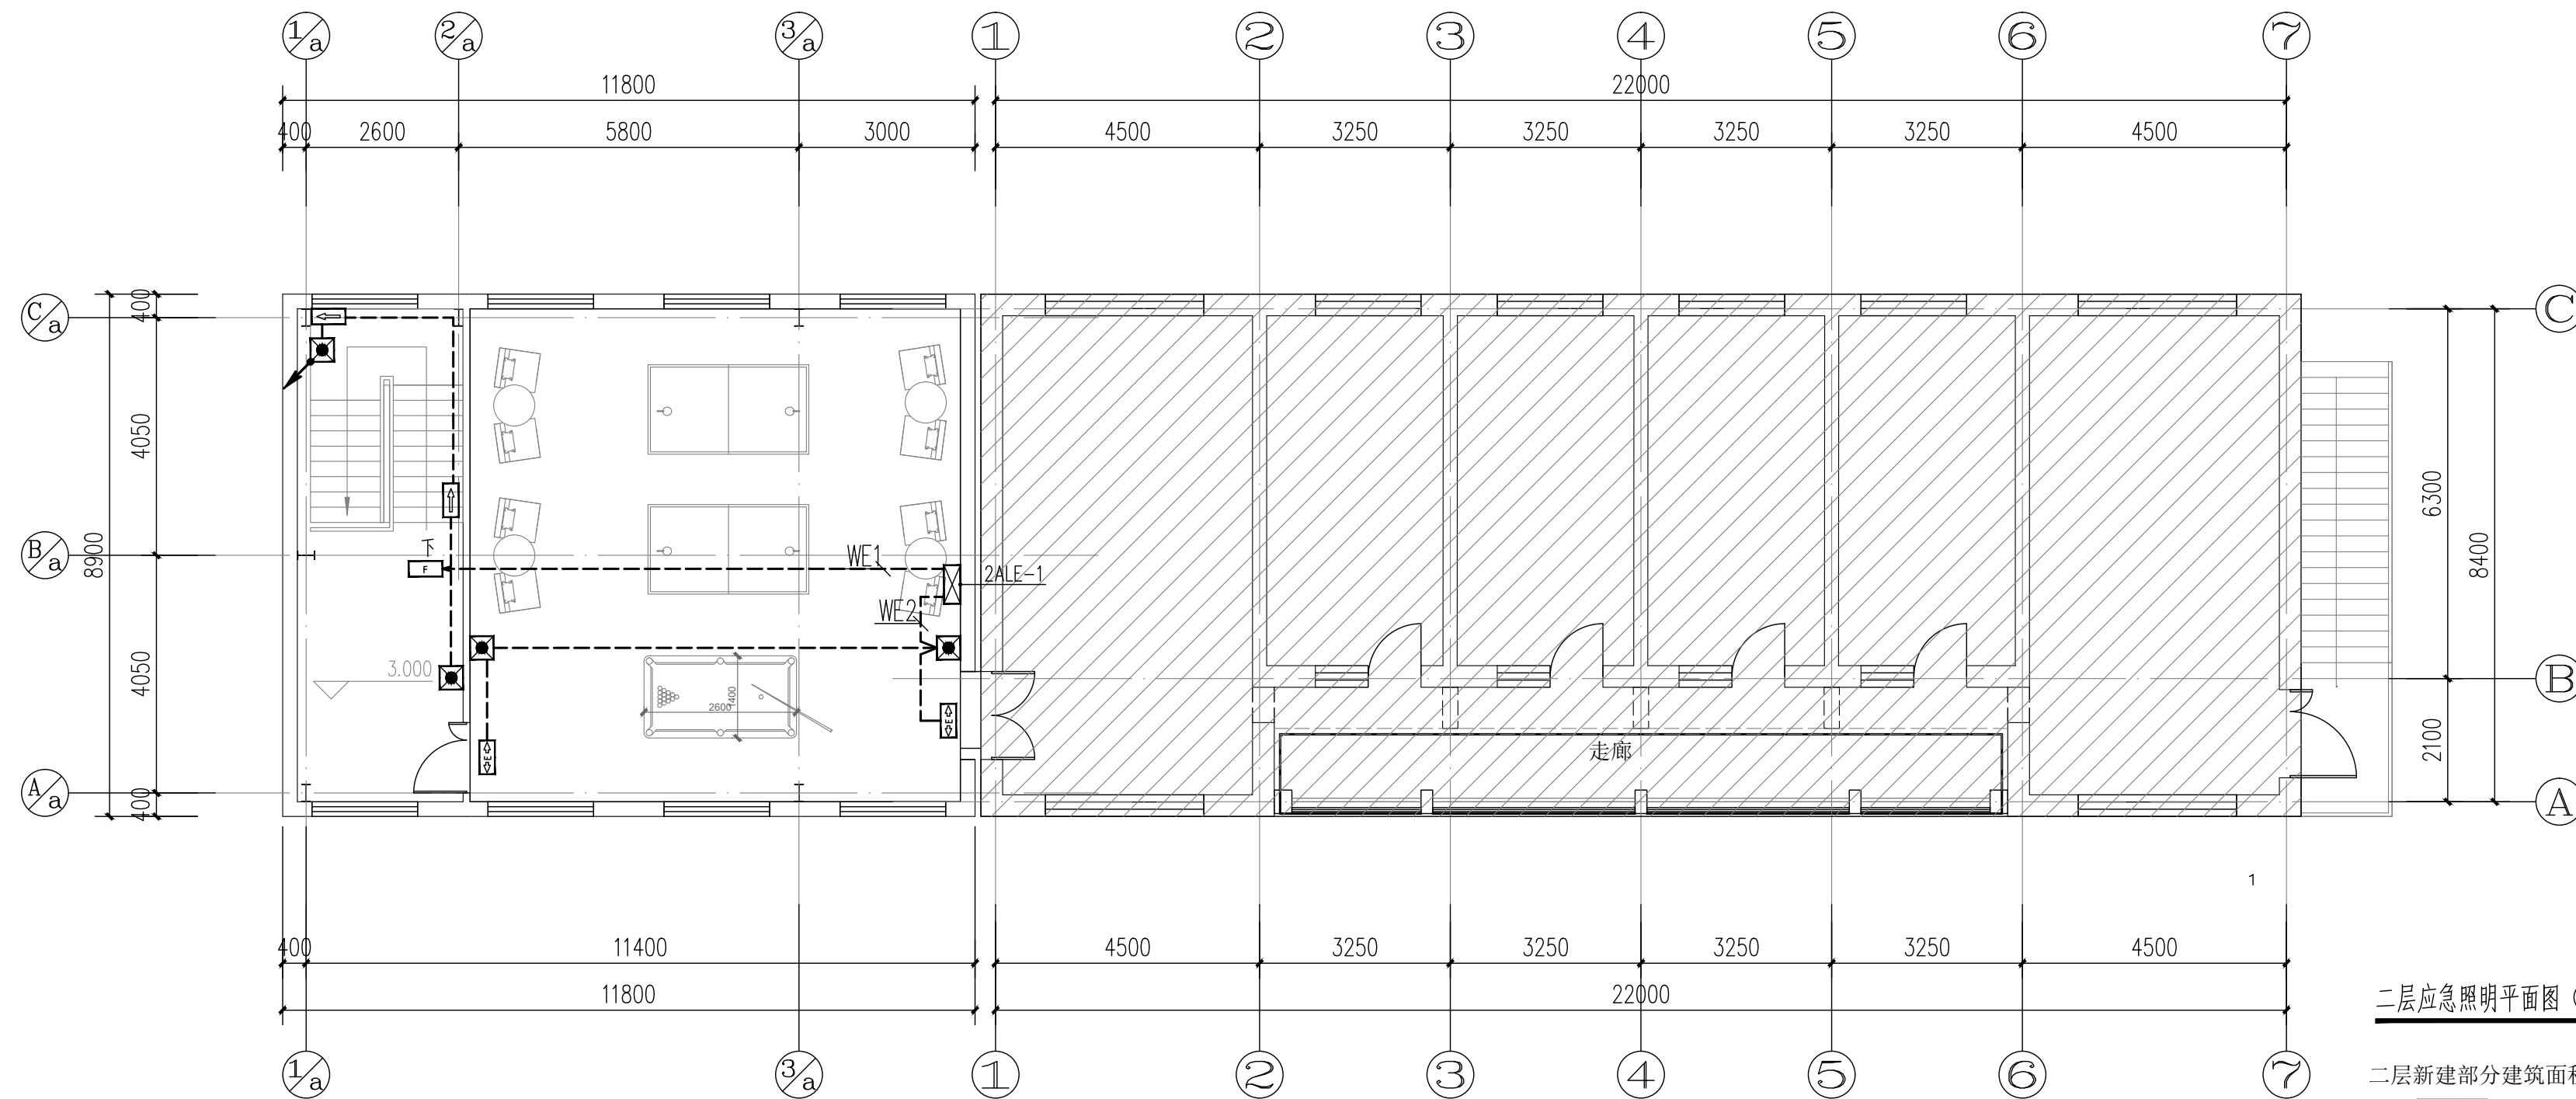 1/a 2/a 3/a 1 2 3 4 5 6 7
11800 22000
400 2600 5800 3000 4500 3250 3250 3250 3250 4500
C/a 400 C
4050 6300
B/a 8900 下 F WE1 2ALE-1 8400
WE2
4050 3.000 2600 1400 B
E E 走廊 2100
A/a 400 A
1
400 11400 4500 3250 3250 3250 3250 4500
11800 22000
二层应急照明平面图
1/a 3/a 1 2 3 4 5 6 7
二层新建部分建筑面积